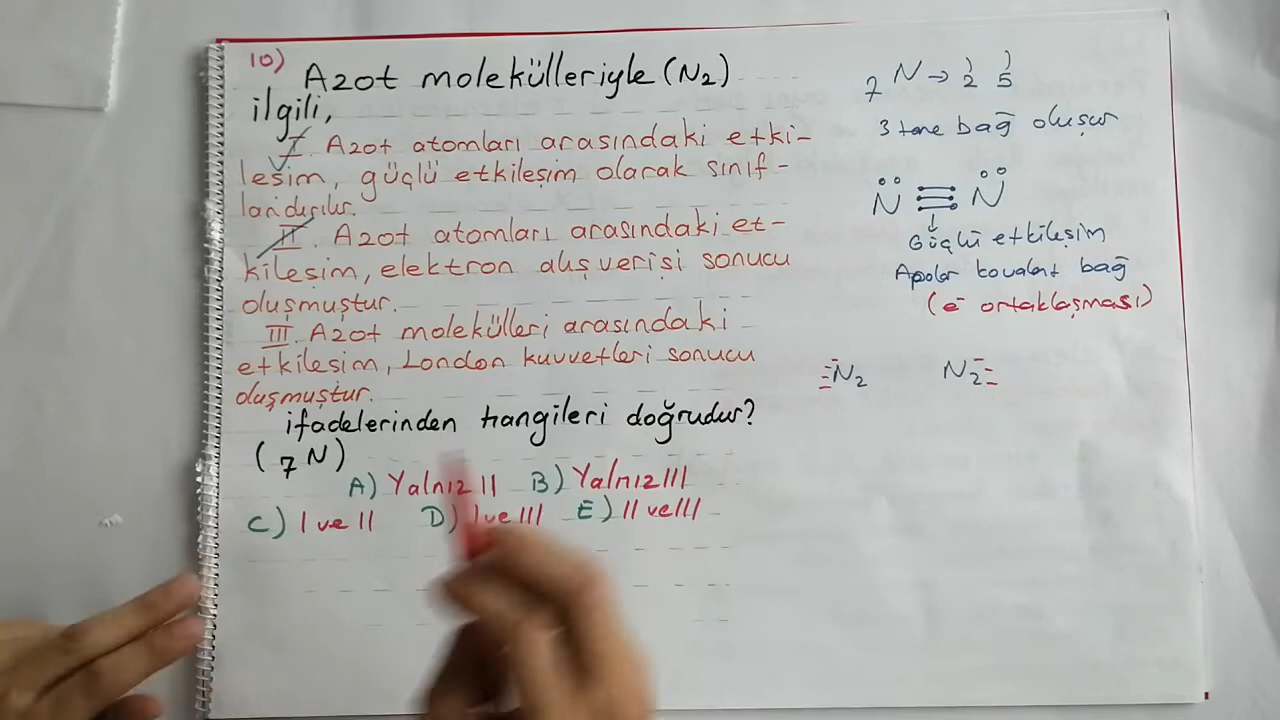 10)
Azot molekülleriyle (N2)
ilgili,
I. Azot atomları arasındaki etki-
leşim, güçlü etkileşim olarak sınıf-
landırılır.
II. Azot atomları arasındaki et-
kileşim, elektron alışverişi sonucu
oluşmuştur.
III. Azot molekülleri arasındaki
etkileşim, London kuvvetleri sonucu
oluşmuştur.
ifadelerinden hangileri doğrudur?
(7N)
A) Yalnız II B) Yalnız III
C) I ve II D) I ve III E) II ve III
7 N → 2) 5)
3 tane bağ oluşur
N ≡ N
Güçlü etkileşim
Apolar kovalent bağ
(e⁻ ortaklaşması)
N2 N2